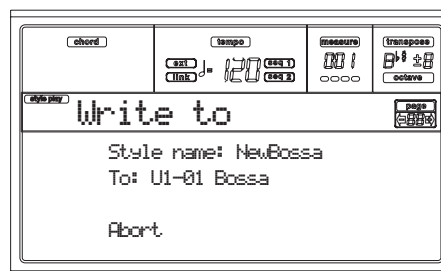 chord tempo measure transpose
ext link ♩= 120 seq 1 seq 2 001 B♭♯ ±8
octave
style play Write to page
Style name: NewBossa
To: U1-01 Bossa
Abort